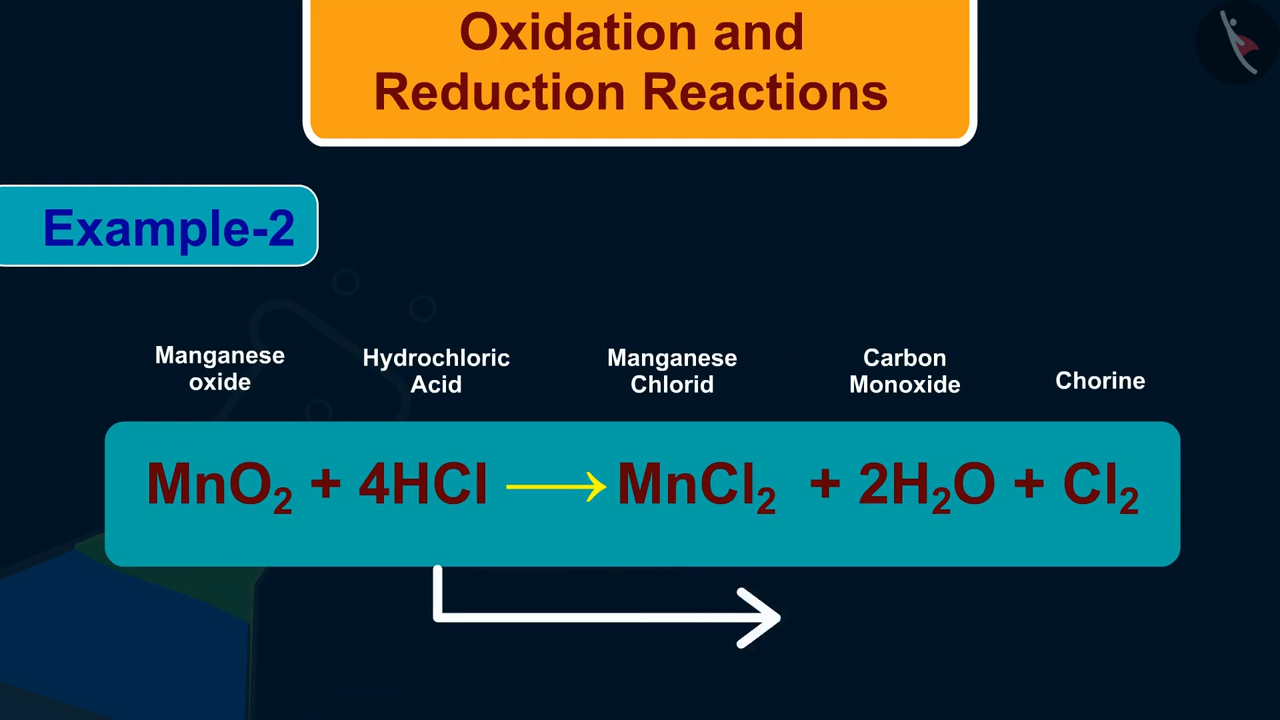 Oxidation and
Reduction Reactions
Example-2
Manganese
oxide
Hydrochloric
Acid
Manganese
Chlorid
Carbon
Monoxide
Chorine
MnO₂ + 4HCl ⟶ MnCl₂ + 2H₂O + Cl₂